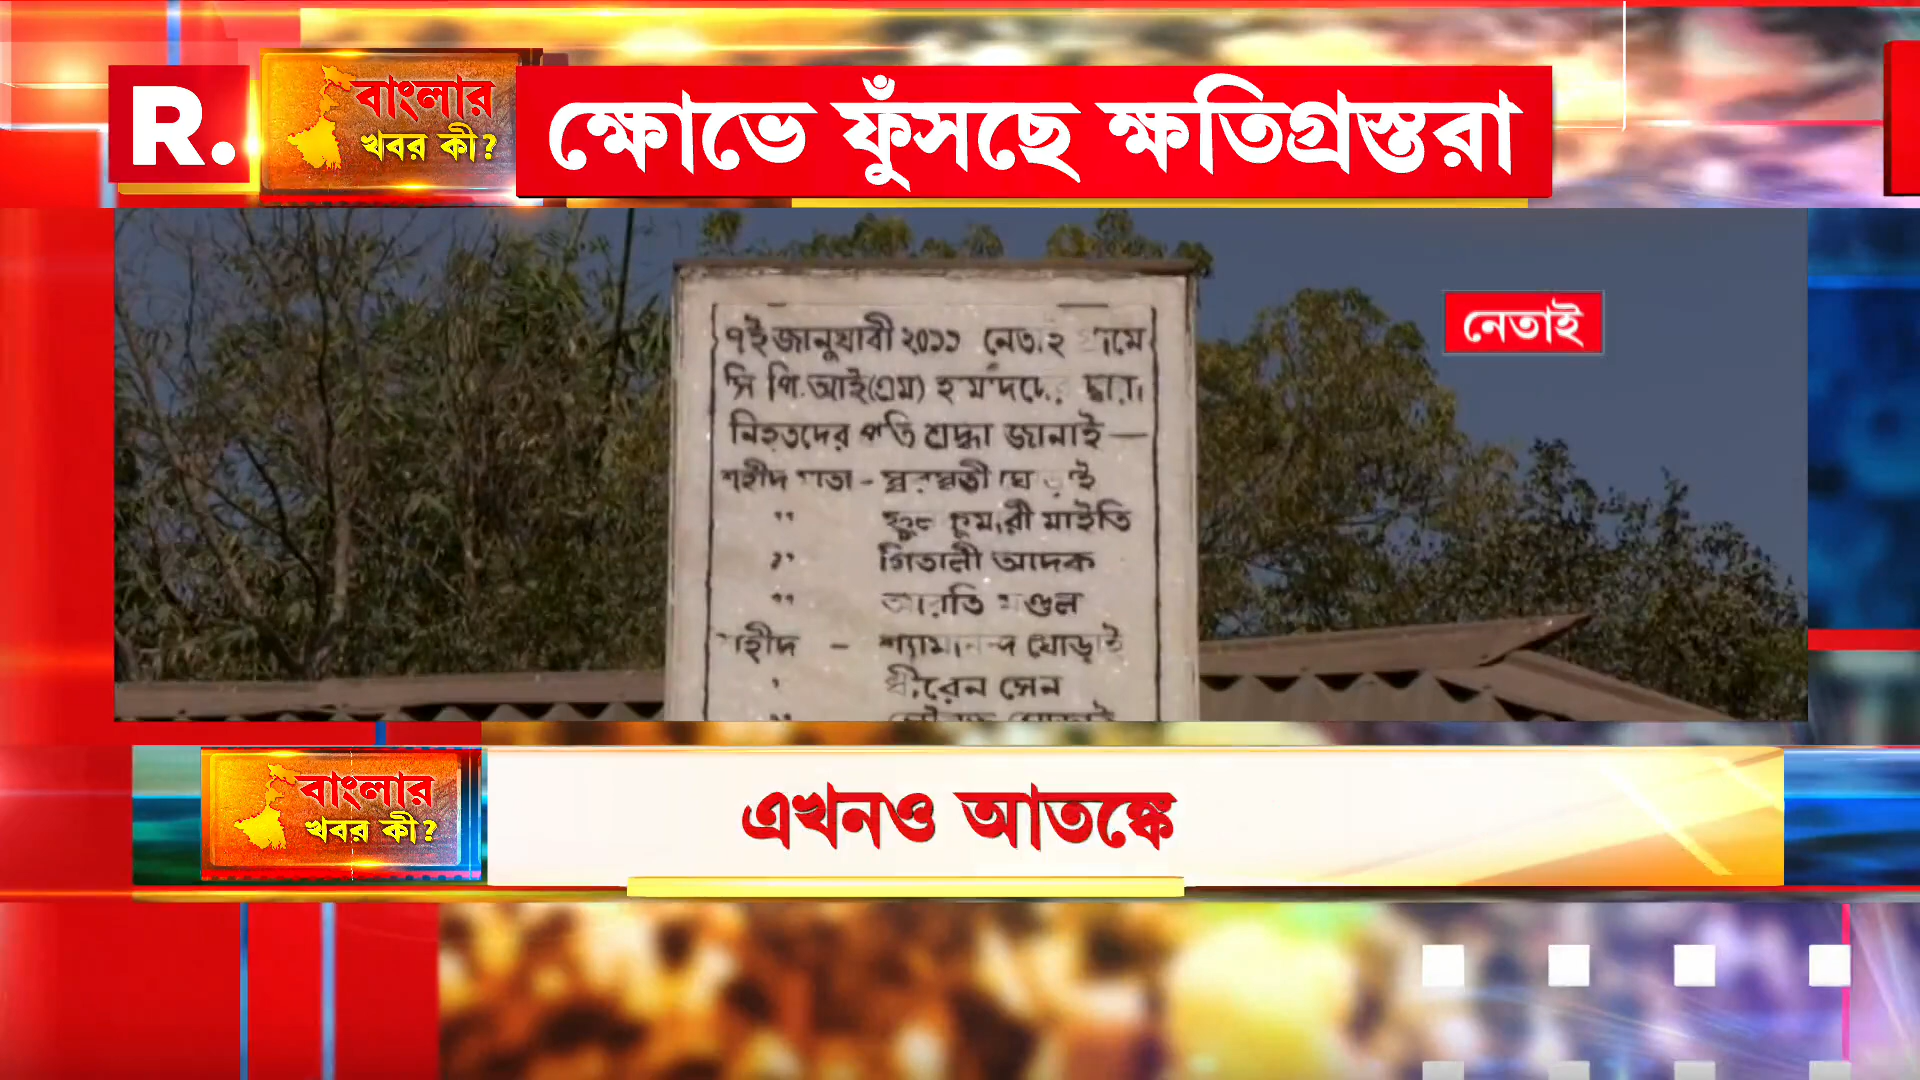 R.
বাংলার
খবর কী?
ক্ষোভে ফুঁসছে ক্ষতিগ্রস্তরা
নেতাই
৭ই জানুয়ারী ২০১১ নেতাই গ্রামে
সি পি.আই(এম) হার্মাদদের দ্বারা
নিহতদের প্রতি শ্রদ্ধা জানাই—
শহীদ মাতা - স্বরস্বতী ঘোড়াই
" ফুল কুমারী মাইতি
" গিতালী আদক
" আরতি মণ্ডল
শহীদ - শ্যামানন্দ ঘোড়াই
" ধীরেন সেন
বাংলার
খবর কী?
এখনও আতঙ্কে